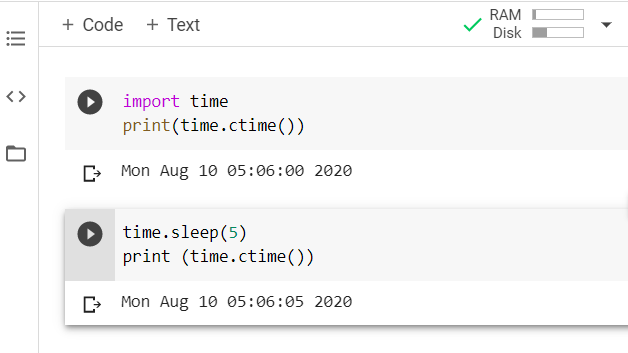 + Code + Text
RAM
Disk
import time
print(time.ctime())
Mon Aug 10 05:06:00 2020
time.sleep(5)
print (time.ctime())
Mon Aug 10 05:06:05 2020